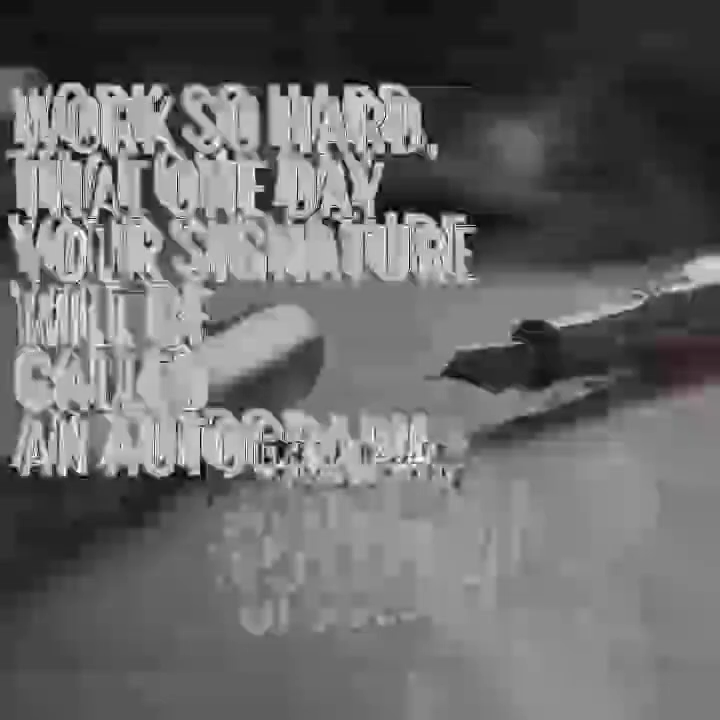 WORK SO HARD,
THAT ONE DAY
YOUR SIGNATURE
WILL BE
CALLED
AN AUTOGRAPH.